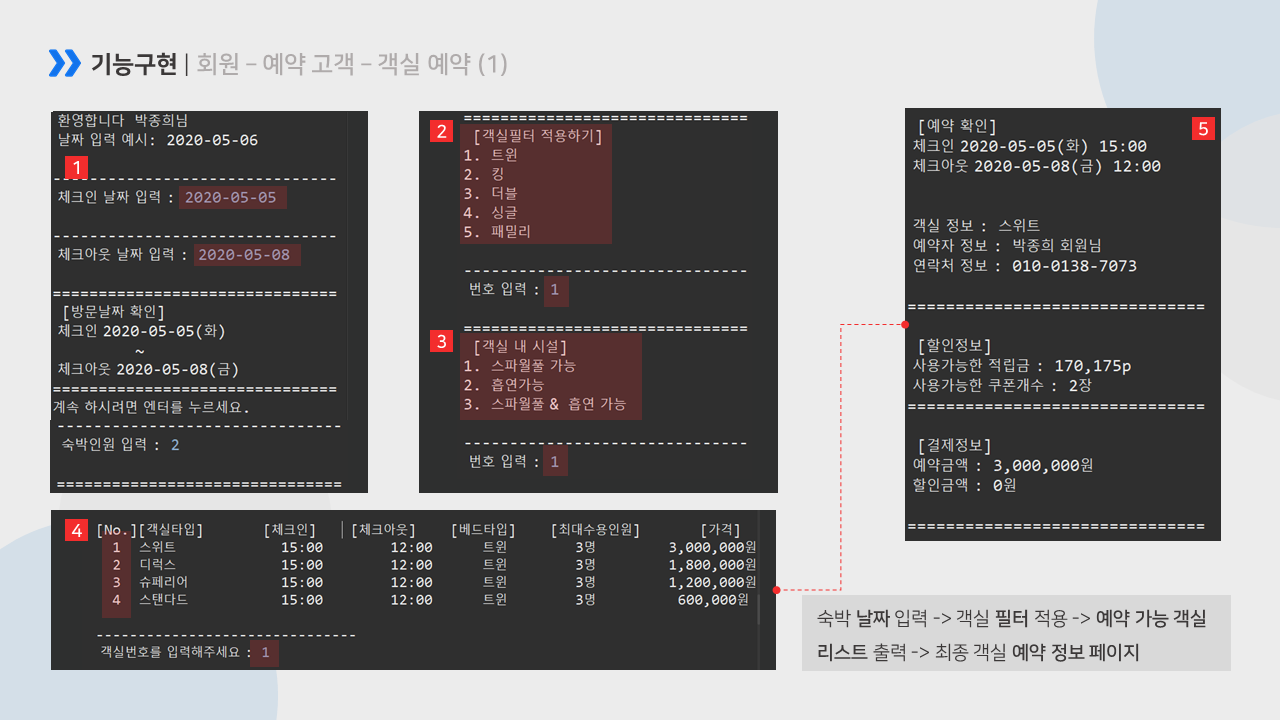 기능구현 | 회원 – 예약 고객 – 객실 예약 (1)
환영합니다 박종희님
날짜 입력 예시: 2020-05-06
1
-------------------------------
체크인 날짜 입력 : 2020-05-05
-------------------------------
체크아웃 날짜 입력 : 2020-05-08
===============================
[방문날짜 확인]
체크인 2020-05-05(화)
~
체크아웃 2020-05-08(금)
===============================
계속 하시려면 엔터를 누르세요.
-------------------------------
숙박인원 입력 : 2
===============================
===============================
2
[객실필터 적용하기]
1. 트윈
2. 킹
3. 더블
4. 싱글
5. 패밀리
-------------------------------
번호 입력 : 1
===============================
3
[객실 내 시설]
1. 스파월풀 가능
2. 흡연가능
3. 스파월풀 & 흡연 가능
-------------------------------
번호 입력 : 1
4
[No.][객실타입] [체크인] [체크아웃] [베드타입] [최대수용인원] [가격]
1 스위트 15:00 12:00 트윈 3명 3,000,000원
2 디럭스 15:00 12:00 트윈 3명 1,800,000원
3 슈페리어 15:00 12:00 트윈 3명 1,200,000원
4 스탠다드 15:00 12:00 트윈 3명 600,000원
-------------------------------
객실번호를 입력해주세요 : 1
5
[예약 확인]
체크인 2020-05-05(화) 15:00
체크아웃 2020-05-08(금) 12:00
객실 정보 : 스위트
예약자 정보 : 박종희 회원님
연락처 정보 : 010-0138-7073
================================
[할인정보]
사용가능한 적립금 : 170,175p
사용가능한 쿠폰개수 : 2장
================================
[결제정보]
예약금액 : 3,000,000원
할인금액 : 0원
================================
숙박 날짜 입력 -> 객실 필터 적용 -> 예약 가능 객실
리스트 출력 -> 최종 객실 예약 정보 페이지